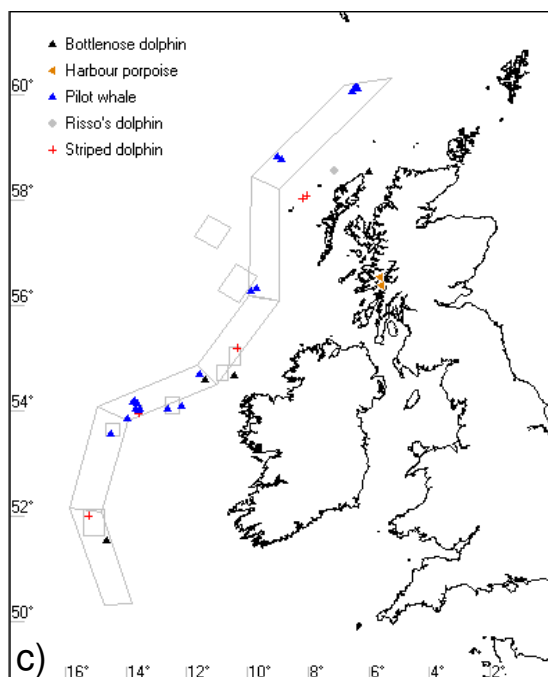 Bottlenose dolphin
Harbour porpoise
Pilot whale
Risso's dolphin
Striped dolphin
60°
58°
56°
54°
52°
50°
c)
16° 14° 12° 10° 8° 6° 4° 2°